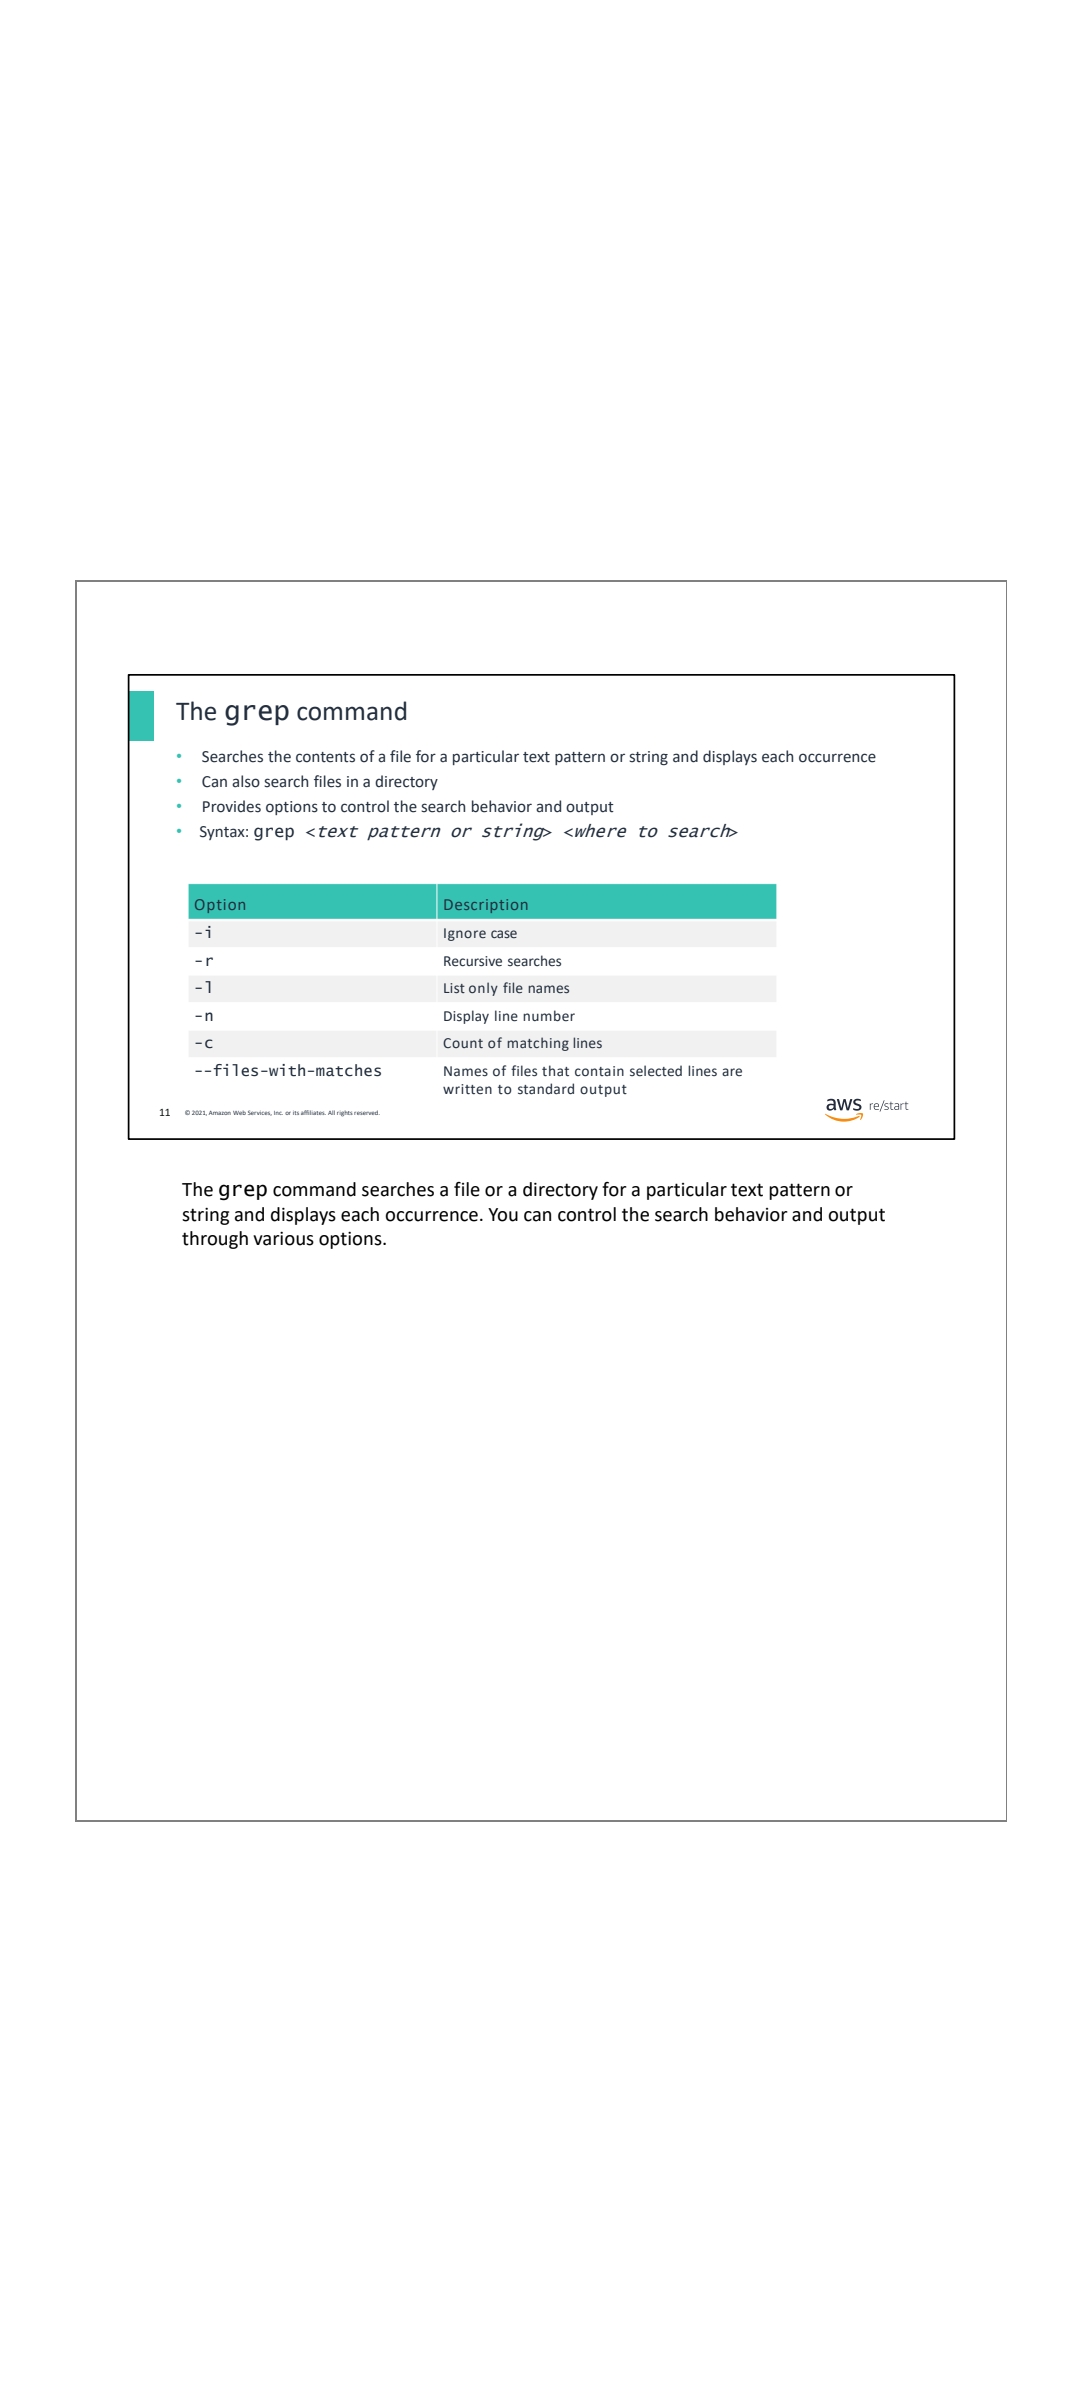 The grep command
• Searches the contents of a file for a particular text pattern or string and displays each occurrence
• Can also search files in a directory
• Provides options to control the search behavior and output
• Syntax: grep <text pattern or string> <where to search>
Option Description
-i Ignore case
-r Recursive searches
-l List only file names
-n Display line number
-c Count of matching lines
--files-with-matches Names of files that contain selected lines are
written to standard output
11 © 2021, Amazon Web Services, Inc. or its affiliates. All rights reserved.
aws re/start
The grep command searches a file or a directory for a particular text pattern or
string and displays each occurrence. You can control the search behavior and output
through various options.